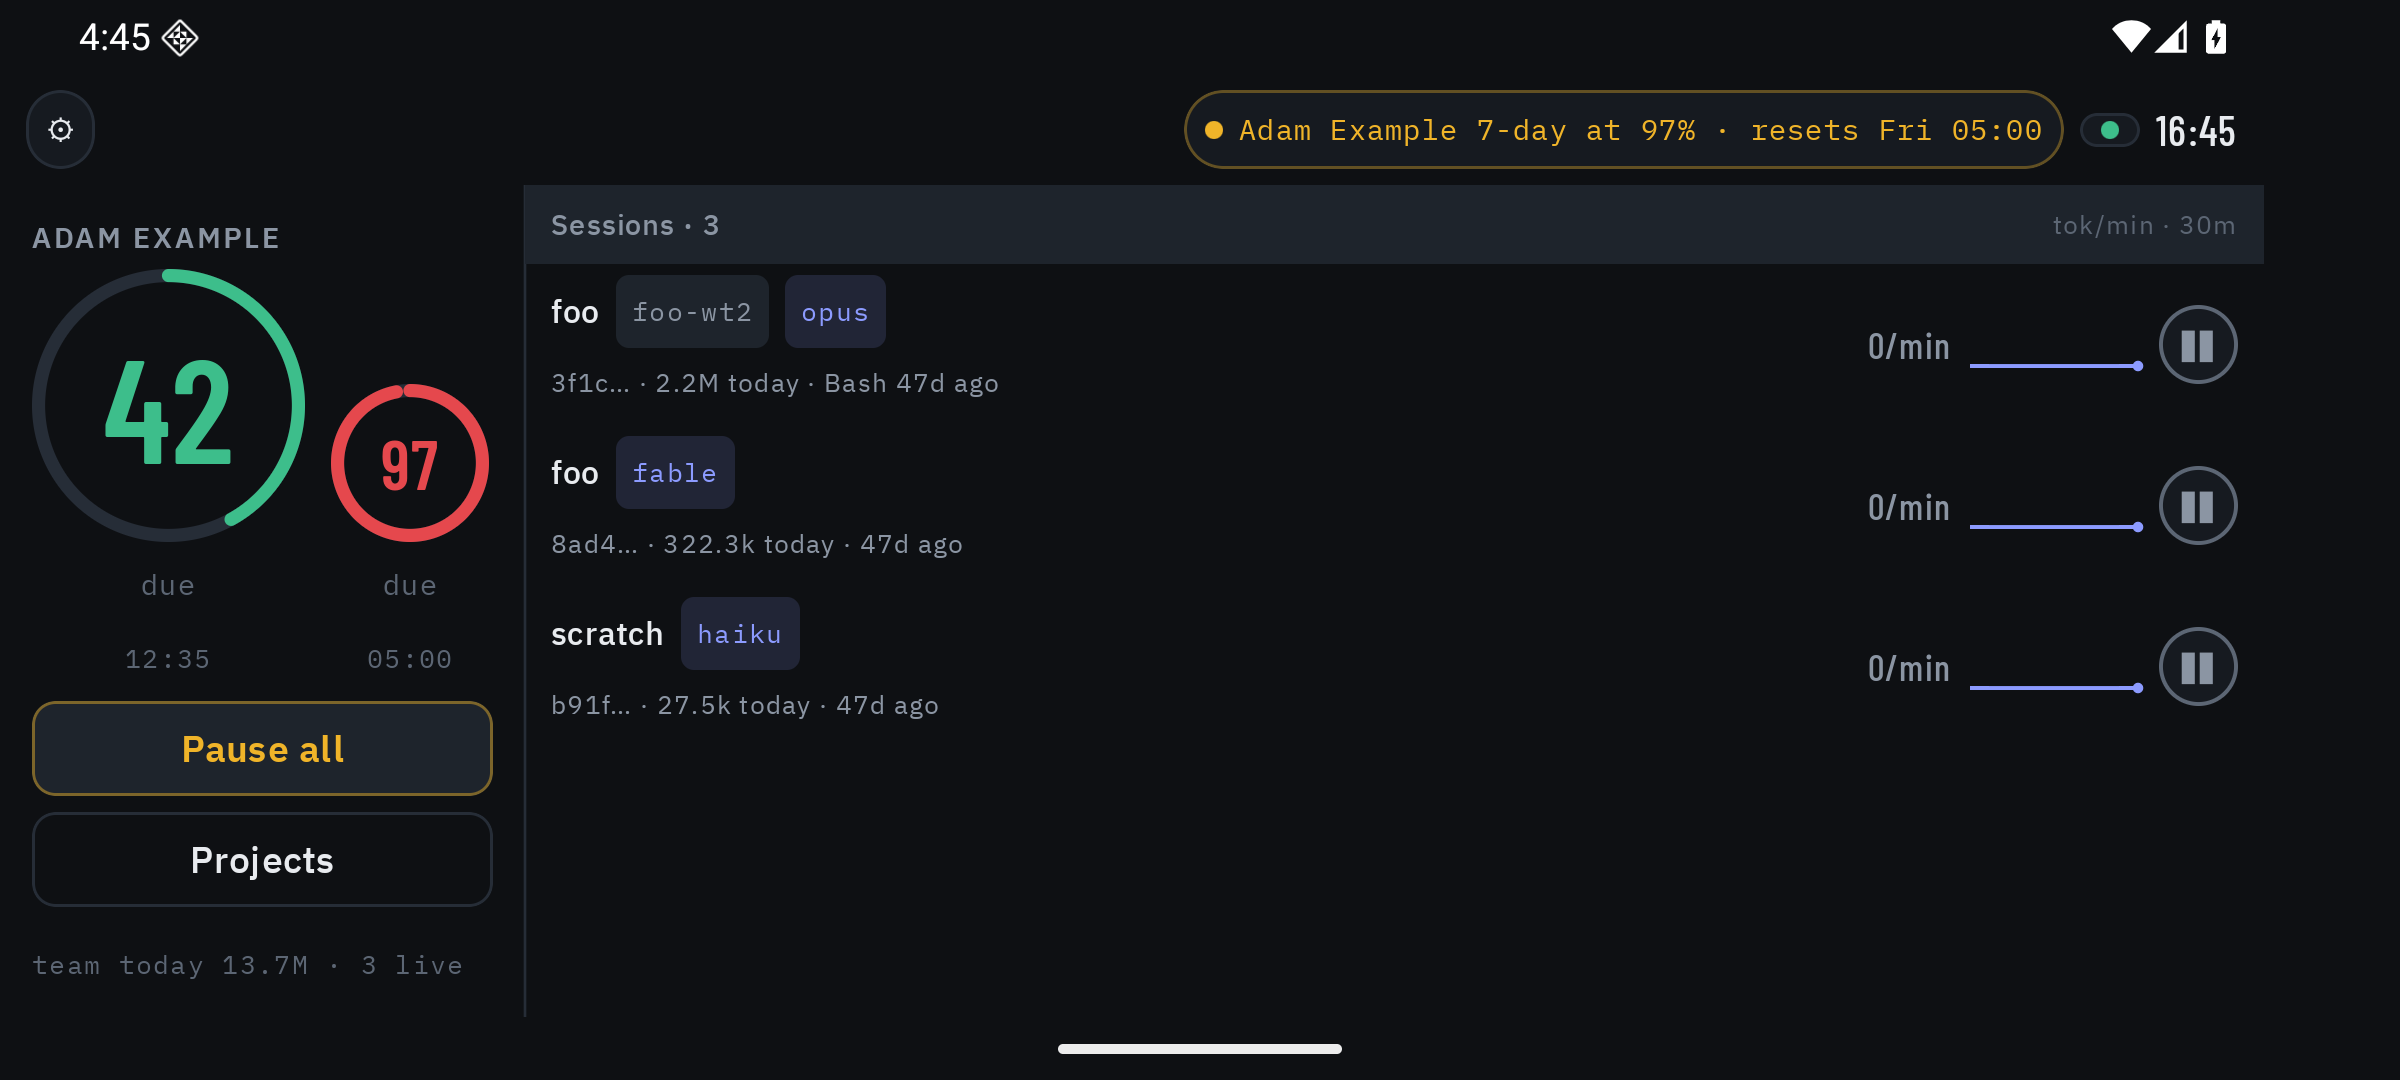 4:45
Adam Example 7-day at 97% · resets Fri 05:00
16:45
ADAM EXAMPLE
42
97
due
due
12:35
05:00
Pause all
Projects
team today 13.7M · 3 live
Sessions · 3
tok/min · 30m
foo foo-wt2 opus
3f1c… · 2.2M today · Bash 47d ago
0/min
foo fable
8ad4… · 322.3k today · 47d ago
0/min
scratch haiku
b91f… · 27.5k today · 47d ago
0/min